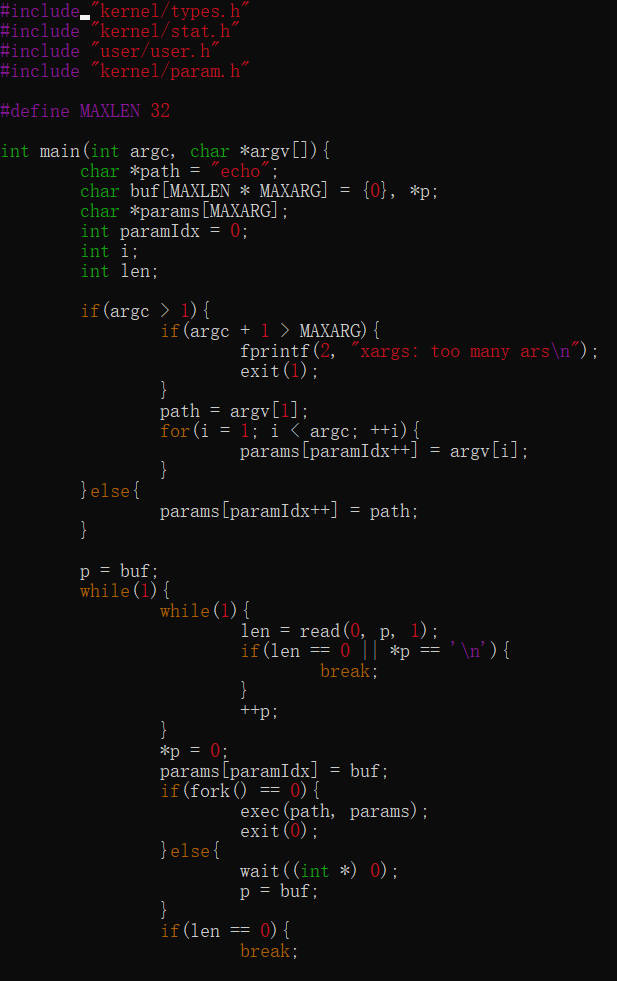 #include "kernel/types.h"
#include "kernel/stat.h"
#include "user/user.h"
#include "kernel/param.h"
#define MAXLEN 32
int main(int argc, char *argv[]){
char *path = "echo";
char buf[MAXLEN * MAXARG] = {0}, *p;
char *params[MAXARG];
int paramIdx = 0;
int i;
int len;
if(argc > 1){
if(argc + 1 > MAXARG){
fprintf(2, "xargs: too many ars\n");
exit(1);
}
path = argv[1];
for(i = 1; i < argc; ++i){
params[paramIdx++] = argv[i];
}
}else{
params[paramIdx++] = path;
}
p = buf;
while(1){
while(1){
len = read(0, p, 1);
if(len == 0 || *p == '\n'){
break;
}
++p;
}
*p = 0;
params[paramIdx] = buf;
if(fork() == 0){
exec(path, params);
exit(0);
}else{
wait((int *) 0);
p = buf;
}
if(len == 0){
break;